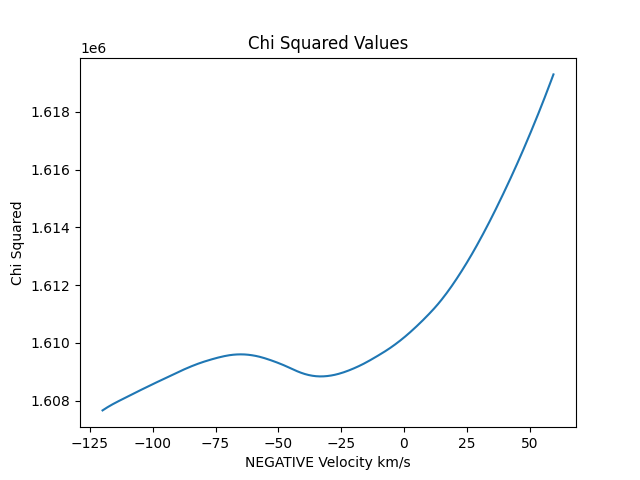 Chi Squared Values
1e6
1.618
1.616
1.614
1.612
1.610
1.608
Chi Squared
−125 −100 −75 −50 −25 0 25 50
NEGATIVE Velocity km/s